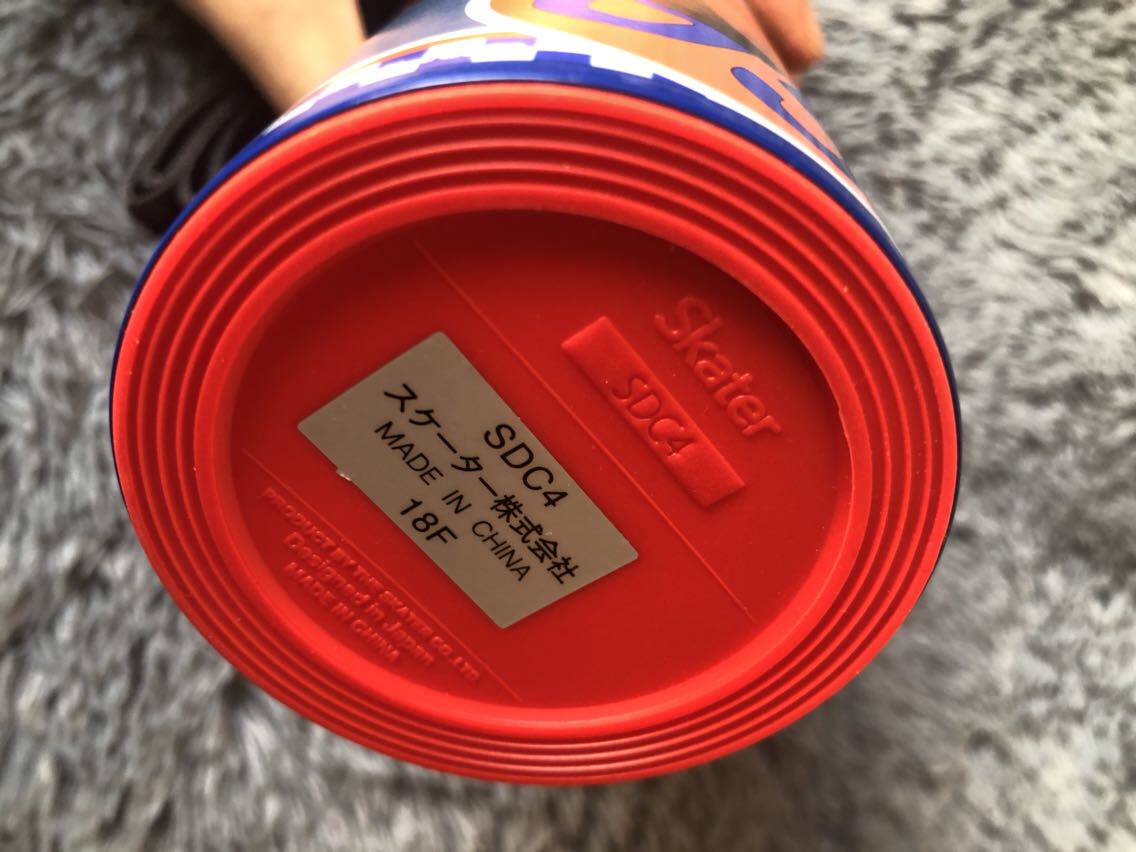 Skater
SDC4
SDC4
スケーター株式会社
MADE IN CHINA
18F
PRODUCT BY THE SKATER CO.,LTD.
Designed in Japan
MADE IN CHINA